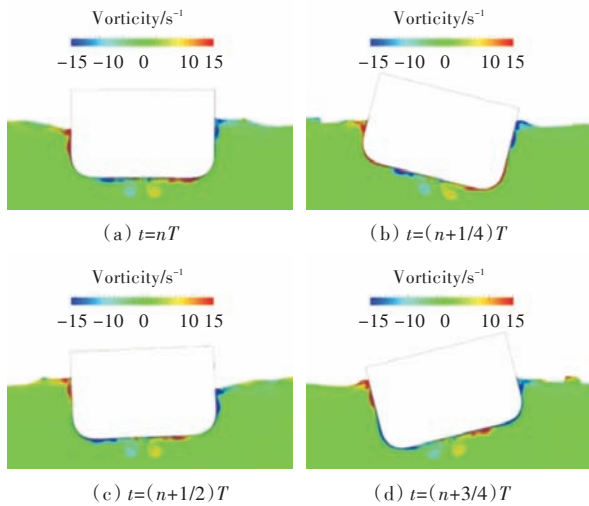 Vorticity/s⁻¹
-15 -10 0 10 15
(a) t=nT
Vorticity/s⁻¹
-15 -10 0 10 15
(b) t=(n+1/4)T
Vorticity/s⁻¹
-15 -10 0 10 15
(c) t=(n+1/2)T
Vorticity/s⁻¹
-15 -10 0 10 15
(d) t=(n+3/4)T